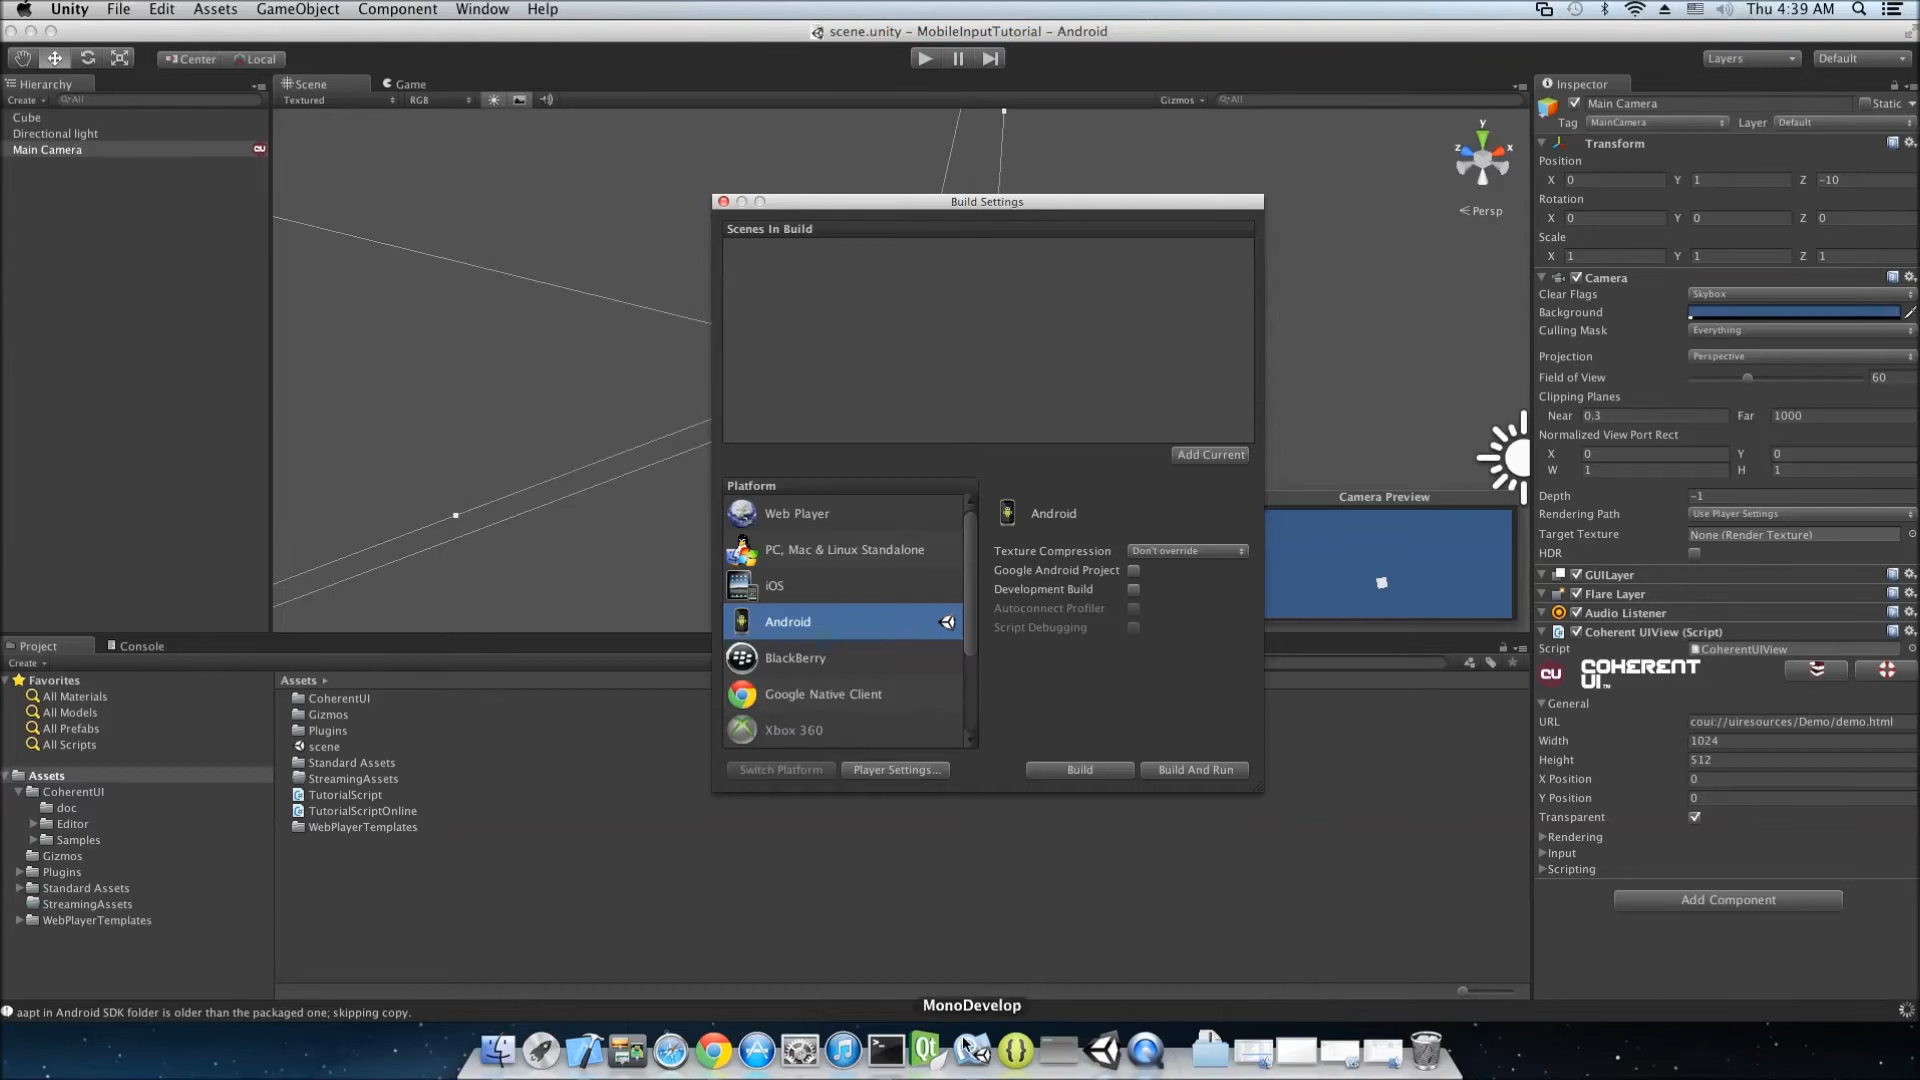 Unity File Edit Assets GameObject Component Window Help Thu 4:39 AM
scene.unity – MobileInputTutorial – Android
Center Local Layers Default
Hierarchy
Create All
Cube
Directional light
Main Camera
Scene Game
Textured RGB Gizmos All
y
z x
Persp
Build Settings
Scenes In Build
Add Current
Platform
Web Player
PC, Mac & Linux Standalone
iOS
Android
BlackBerry
Google Native Client
Xbox 360
Android
Texture Compression Don't override
Google Android Project
Development Build
Autoconnect Profiler
Script Debugging
Switch Platform Player Settings... Build Build And Run
Camera Preview
Inspector
Main Camera Static
Tag MainCamera Layer Default
Transform
Position
X 0 Y 1 Z -10
Rotation
X 0 Y 0 Z 0
Scale
X 1 Y 1 Z 1
Camera
Clear Flags Skybox
Background
Culling Mask Everything
Projection Perspective
Field of View 60
Clipping Planes
Near 0.3 Far 1000
Normalized View Port Rect
X 0 Y 0
W 1 H 1
Depth -1
Rendering Path Use Player Settings
Target Texture None (Render Texture)
HDR
GUILayer
Flare Layer
Audio Listener
Coherent UIView (Script)
Script CoherentUIView
COHERENT
UI™
General
URL coui://uiresources/Demo/demo.html
Width 1024
Height 512
X Position 0
Y Position 0
Transparent
Rendering
Input
Scripting
Add Component
Project Console
Create
Favorites
All Materials
All Models
All Prefabs
All Scripts
Assets
CoherentUI
doc
Editor
Samples
Gizmos
Plugins
Standard Assets
StreamingAssets
WebPlayerTemplates
Assets
CoherentUI
Gizmos
Plugins
scene
Standard Assets
StreamingAssets
TutorialScript
TutorialScriptOnline
WebPlayerTemplates
aapt in Android SDK folder is older than the packaged one; skipping copy.
MonoDevelop
Qt